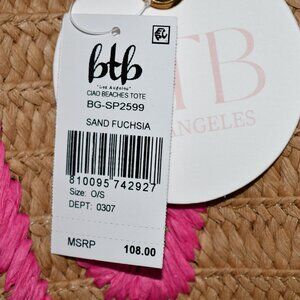 btb
Los Angeles
CIAO BEACHES TOTE
BG-SP2599
SAND FUCHSIA
810095 742927
Size: O/S
DEPT: 0307
MSRP 108.00
TB
ANGELES